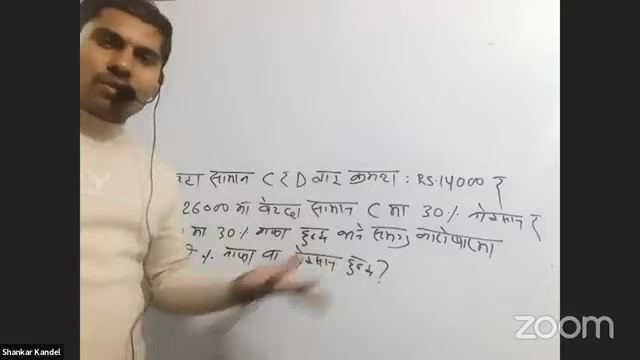 सामान C र D बाट क्रमशः RS.14000 र
26000 मा बेच्दा सामान C मा 30% नोक्सान र
मा 30% नाफा हुन्छ भने समग्र कारोबारमा
% नाफा वा नोक्सान हुन्छ?
zoom
Shankar Kandel